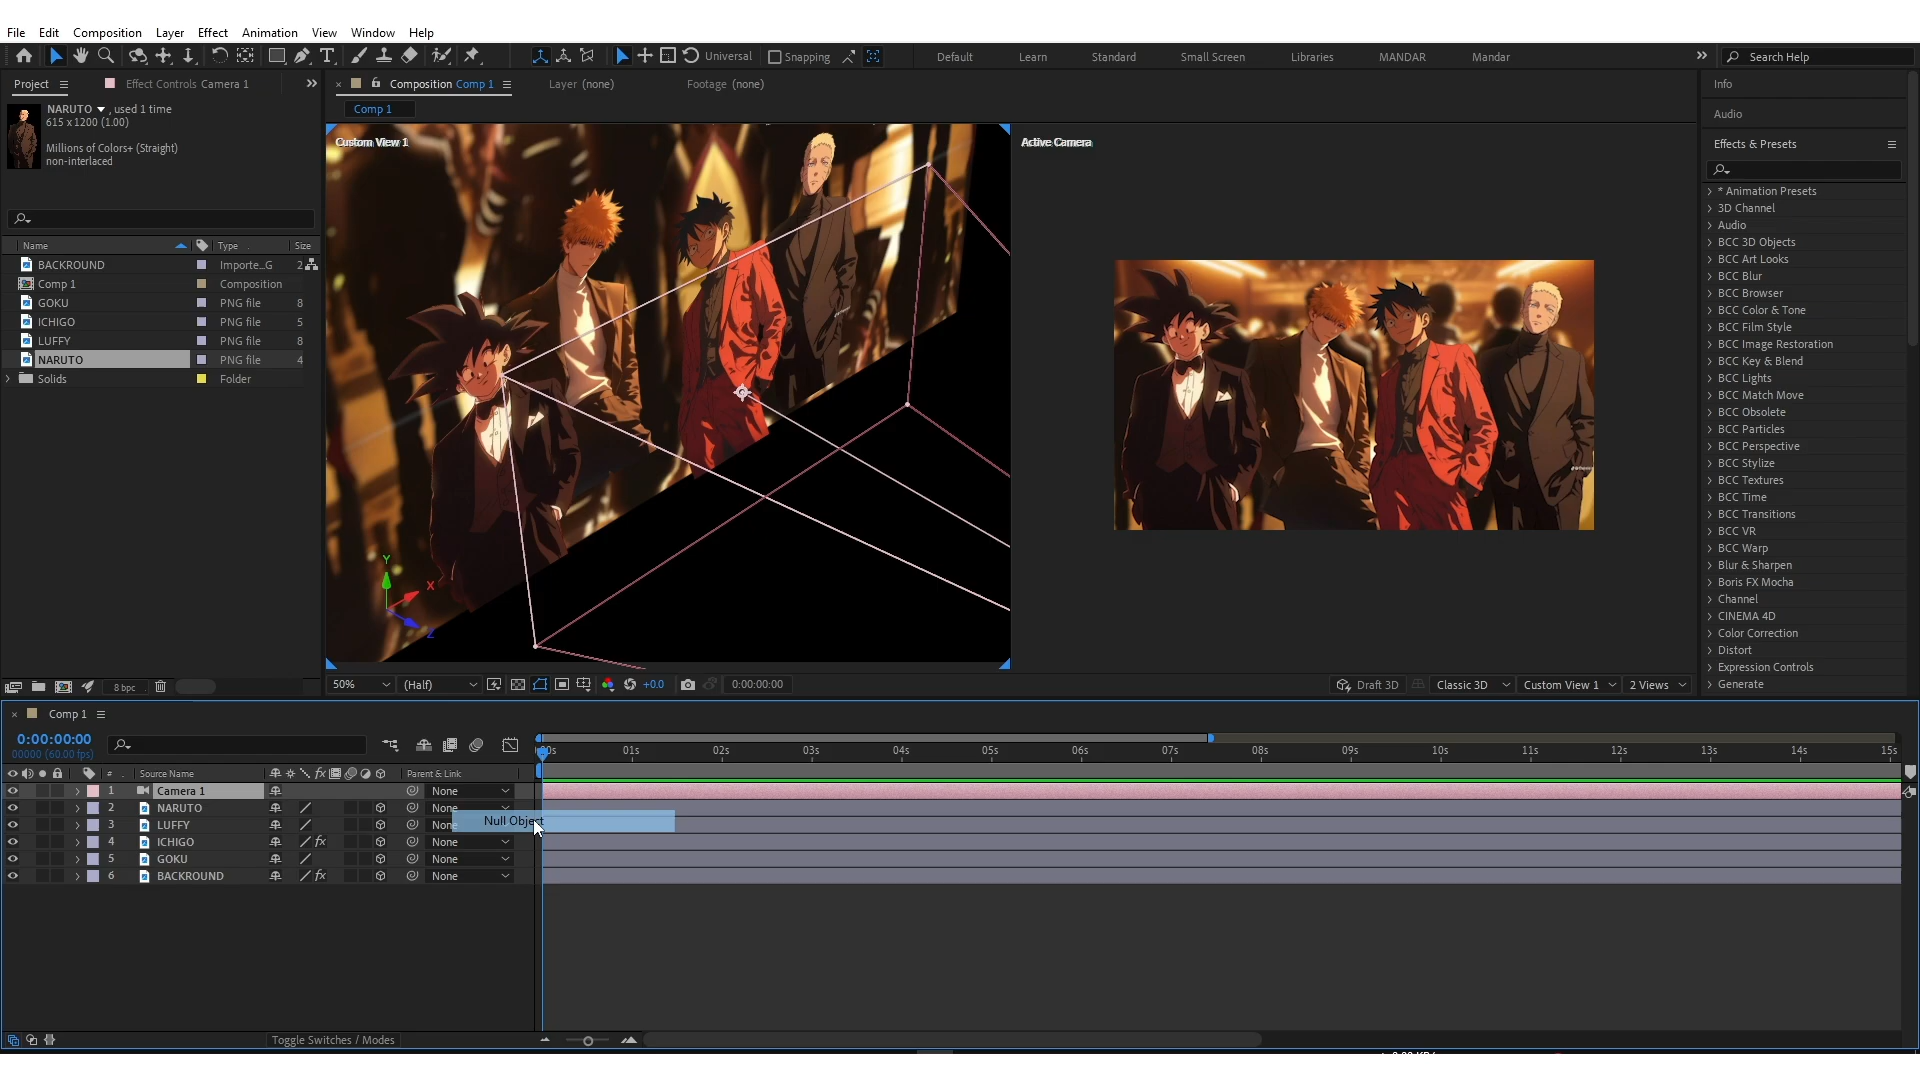 File Edit Composition Layer Effect Animation View Window Help
Universal Snapping Default Learn Standard Small Screen Libraries MANDAR Mandar Search Help
Project Effect Controls Camera 1
NARUTO , used 1 time
615 x 1200 (1.00)
Millions of Colors+ (Straight)
non-interlaced
Name Type Size
BACKROUND Importe...G 2
Comp 1 Composition
GOKU PNG file 8
ICHIGO PNG file 5
LUFFY PNG file 8
NARUTO PNG file 4
Solids Folder
8 bpc
Composition Comp 1 Layer (none) Footage (none)
Comp 1
Custom View 1 Active Camera
Y
X
Z
50% (Half) +0.0 0:00:00:00 Draft 3D Classic 3D Custom View 1 2 Views
Info
Audio
Effects & Presets
* Animation Presets
3D Channel
Audio
BCC 3D Objects
BCC Art Looks
BCC Blur
BCC Browser
BCC Color & Tone
BCC Film Style
BCC Image Restoration
BCC Key & Blend
BCC Lights
BCC Match Move
BCC Obsolete
BCC Particles
BCC Perspective
BCC Stylize
BCC Textures
BCC Time
BCC Transitions
BCC VR
BCC Warp
Blur & Sharpen
Boris FX Mocha
Channel
CINEMA 4D
Color Correction
Distort
Expression Controls
Generate
Comp 1
0:00:00:00
00000 (60.00 fps)
01s 02s 03s 04s 05s 06s 07s 08s 09s 10s 11s 12s 13s 14s 15s
# Source Name fx Parent & Link
1 Camera 1 None
2 NARUTO None
3 LUFFY None
4 ICHIGO fx None
5 GOKU None
6 BACKROUND fx None
Null Object
Toggle Switches / Modes